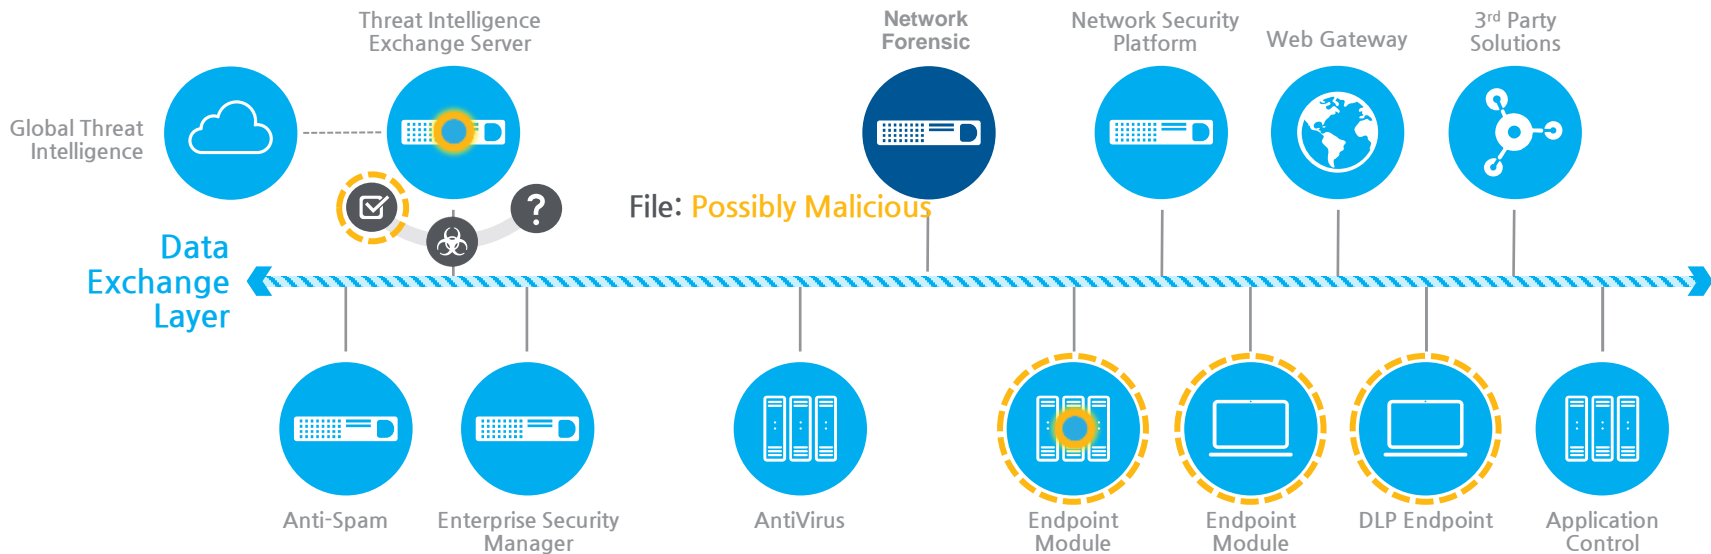 Threat Intelligence
Exchange Server
Network
Forensic
Network Security
Platform
Web Gateway
3rd Party
Solutions
Global Threat
Intelligence
?
File: Possibly Malicious
Data
Exchange
Layer
Anti-Spam
Enterprise Security
Manager
AntiVirus
Endpoint
Module
Endpoint
Module
DLP Endpoint
Application
Control